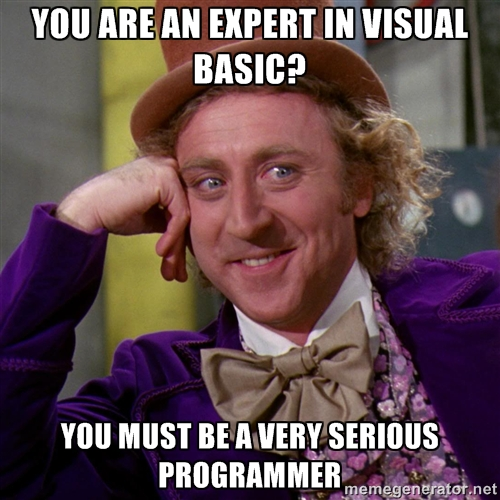 YOU ARE AN EXPERT IN VISUAL
BASIC?
YOU MUST BE A VERY SERIOUS
PROGRAMMER
memegenerator.net